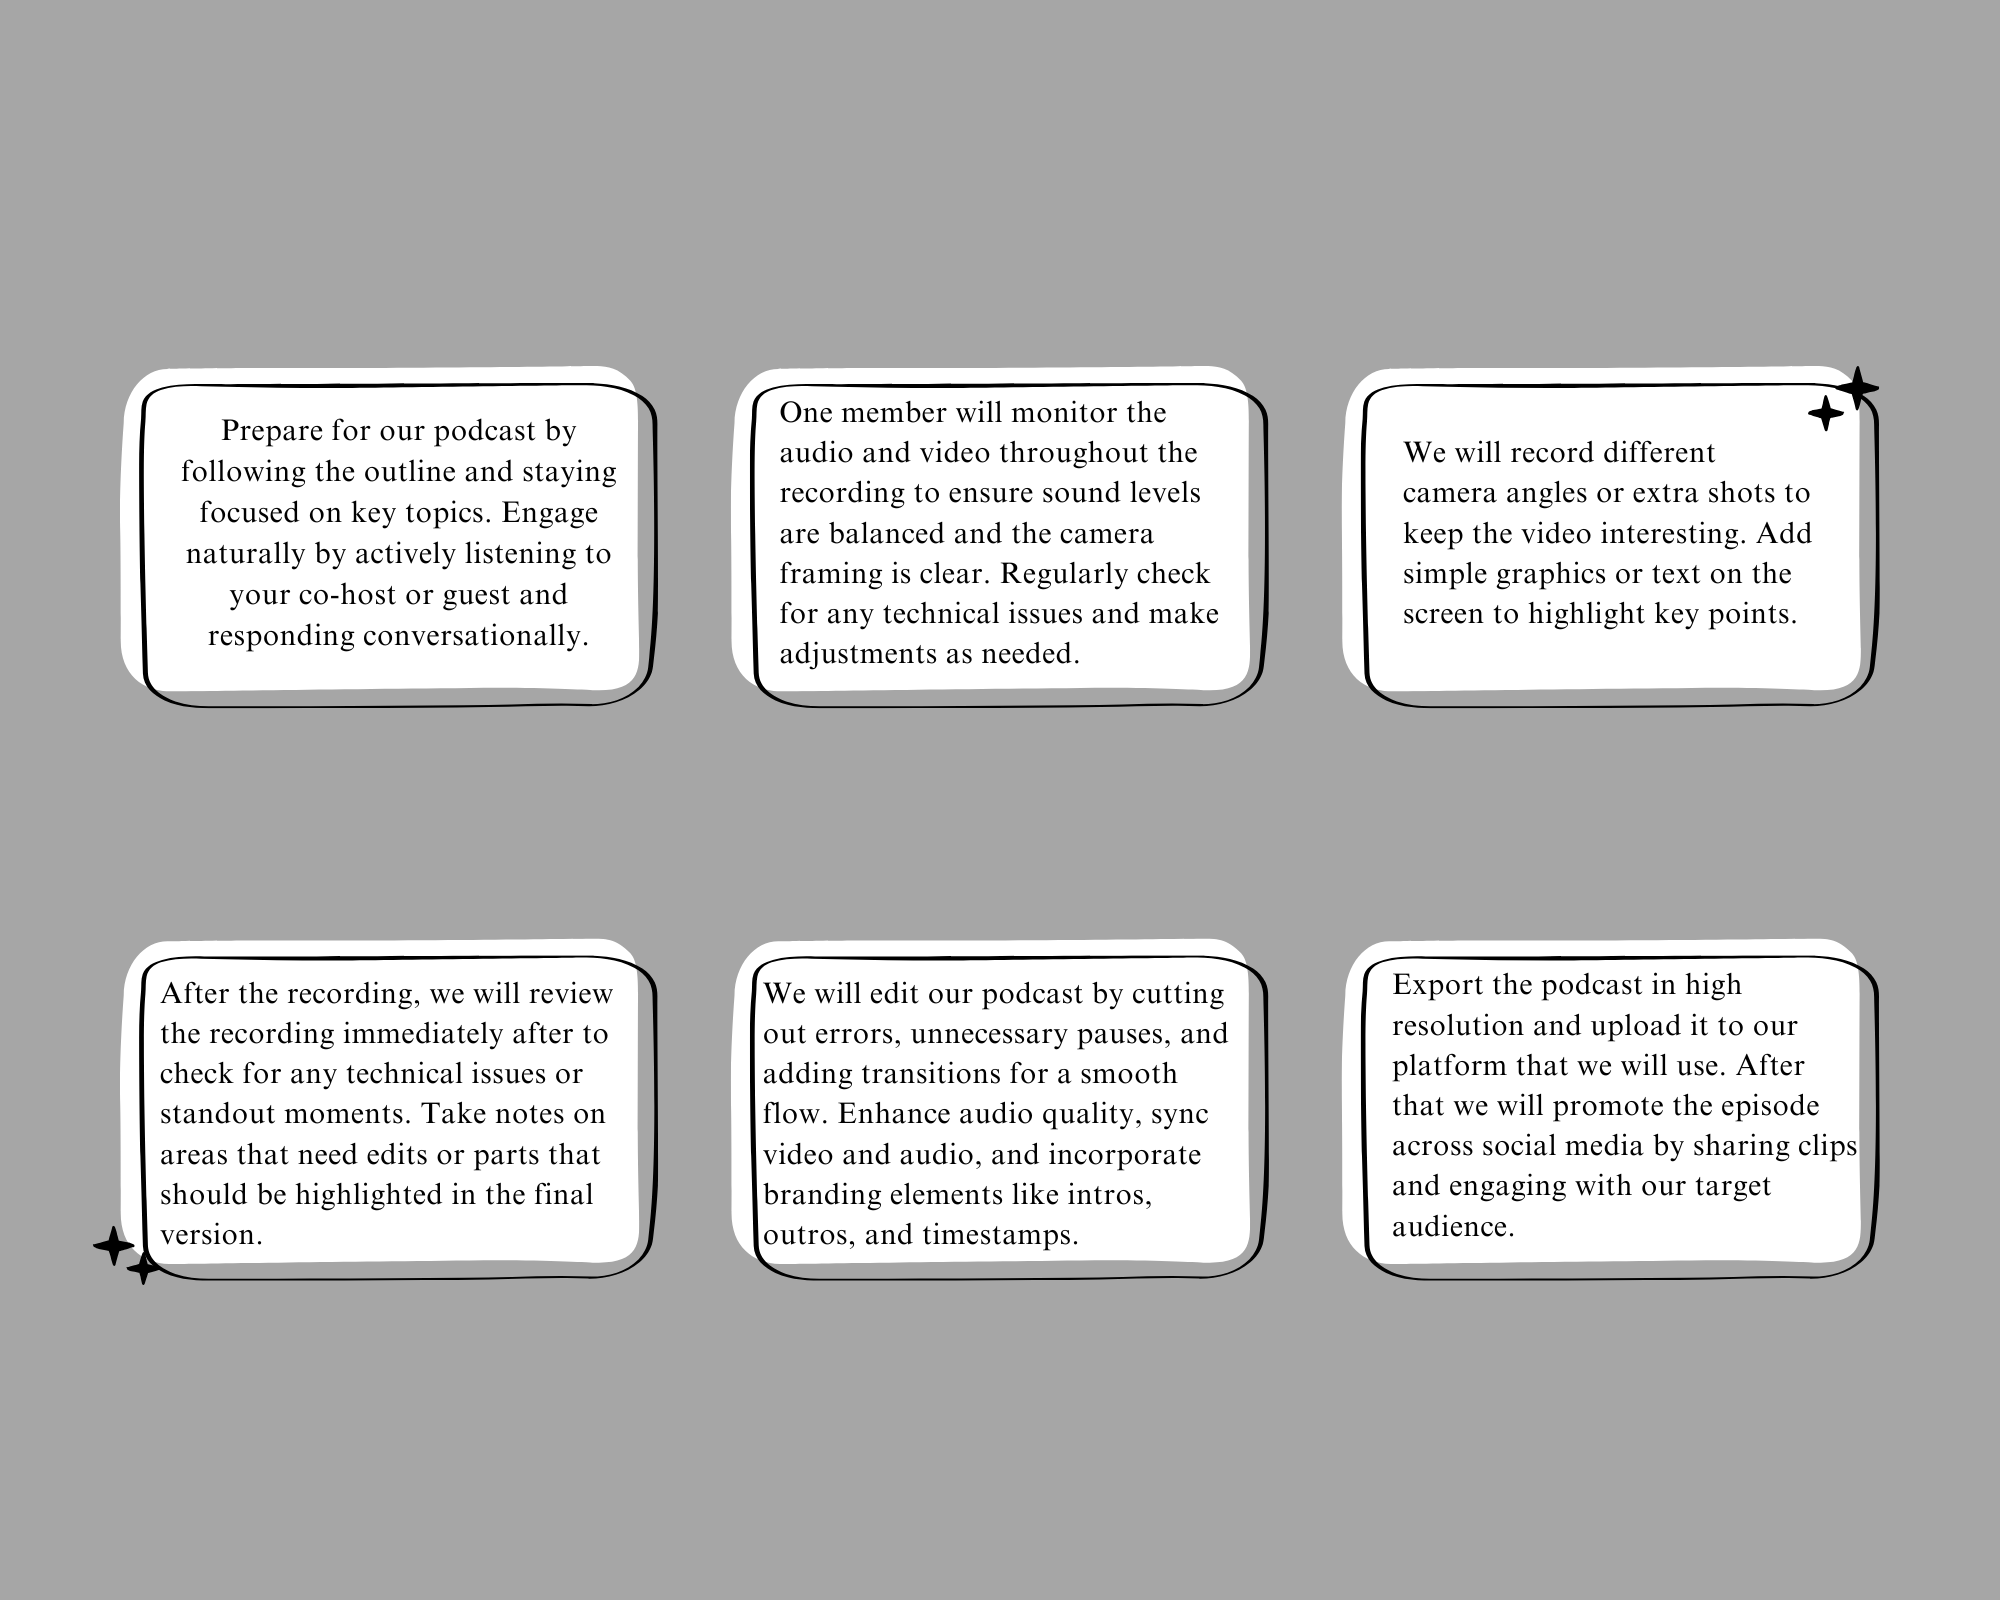 Prepare for our podcast by
following the outline and staying
focused on key topics. Engage
naturally by actively listening to
your co-host or guest and
responding conversationally.
One member will monitor the
audio and video throughout the
recording to ensure sound levels
are balanced and the camera
framing is clear. Regularly check
for any technical issues and make
adjustments as needed.
We will record different
camera angles or extra shots to
keep the video interesting. Add
simple graphics or text on the
screen to highlight key points.
After the recording, we will review
the recording immediately after to
check for any technical issues or
standout moments. Take notes on
areas that need edits or parts that
should be highlighted in the final
version.
We will edit our podcast by cutting
out errors, unnecessary pauses, and
adding transitions for a smooth
flow. Enhance audio quality, sync
video and audio, and incorporate
branding elements like intros,
outros, and timestamps.
Export the podcast in high
resolution and upload it to our
platform that we will use. After
that we will promote the episode
across social media by sharing clips
and engaging with our target
audience.